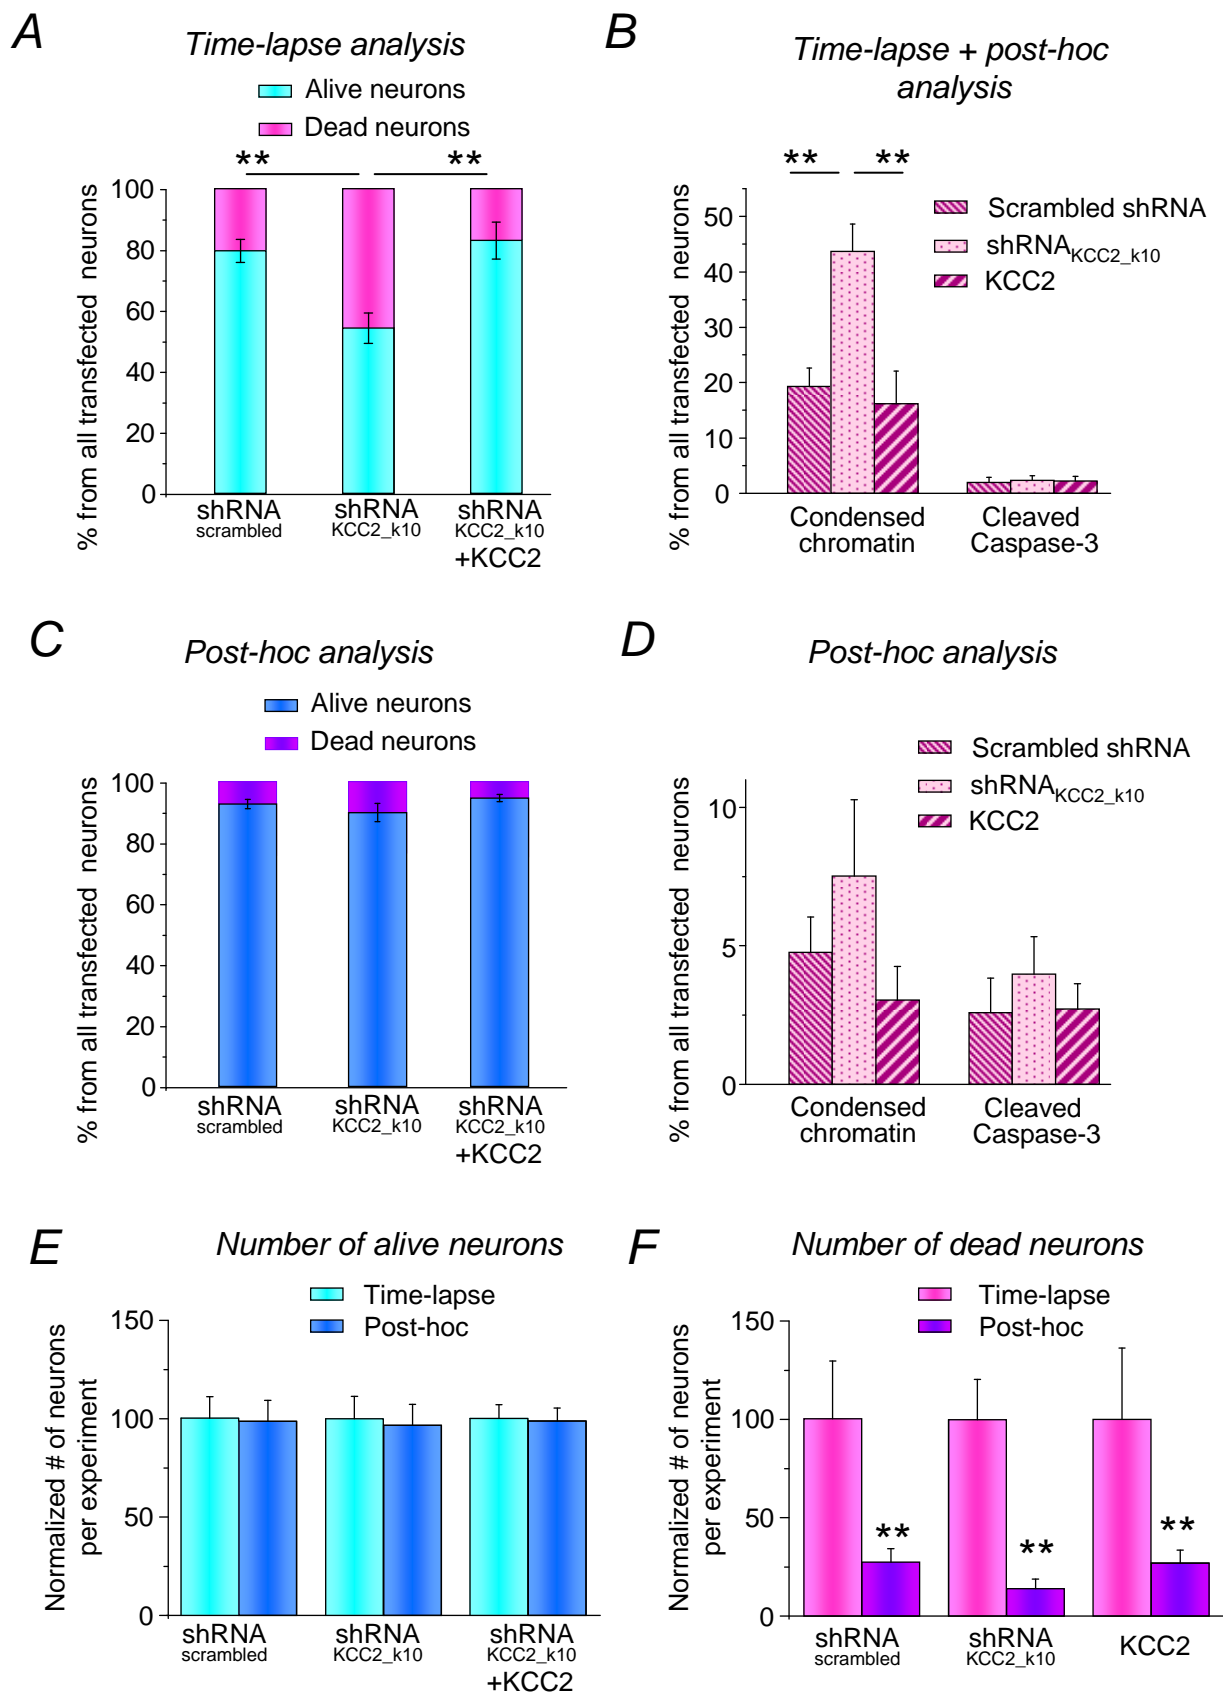 A
Time-lapse analysis
Alive neurons
Dead neurons
** **
% from all transfected neurons
100
80
60
40
20
0
shRNA scrambled
shRNA KCC2_k10
shRNA KCC2_k10 +KCC2
B
Time-lapse + post-hoc
analysis
** **
Scrambled shRNA
shRNA KCC2_k10
KCC2
% from all transfected neurons
50
40
30
20
10
0
Condensed
chromatin
Cleaved
Caspase-3
C
Post-hoc analysis
Alive neurons
Dead neurons
% from all transfected neurons
100
80
60
40
20
0
shRNA scrambled
shRNA KCC2_k10
shRNA KCC2_k10 +KCC2
D
Post-hoc analysis
Scrambled shRNA
shRNA KCC2_k10
KCC2
% from all transfected neurons
10
5
0
Condensed
chromatin
Cleaved
Caspase-3
E
Number of alive neurons
Time-lapse
Post-hoc
Normalized # of neurons
per experiment
150
100
50
0
shRNA scrambled
shRNA KCC2_k10
shRNA KCC2_k10 +KCC2
F
Number of dead neurons
Time-lapse
Post-hoc
Normalized # of neurons
per experiment
150
100
50
0
** ** **
shRNA scrambled
shRNA KCC2_k10
KCC2